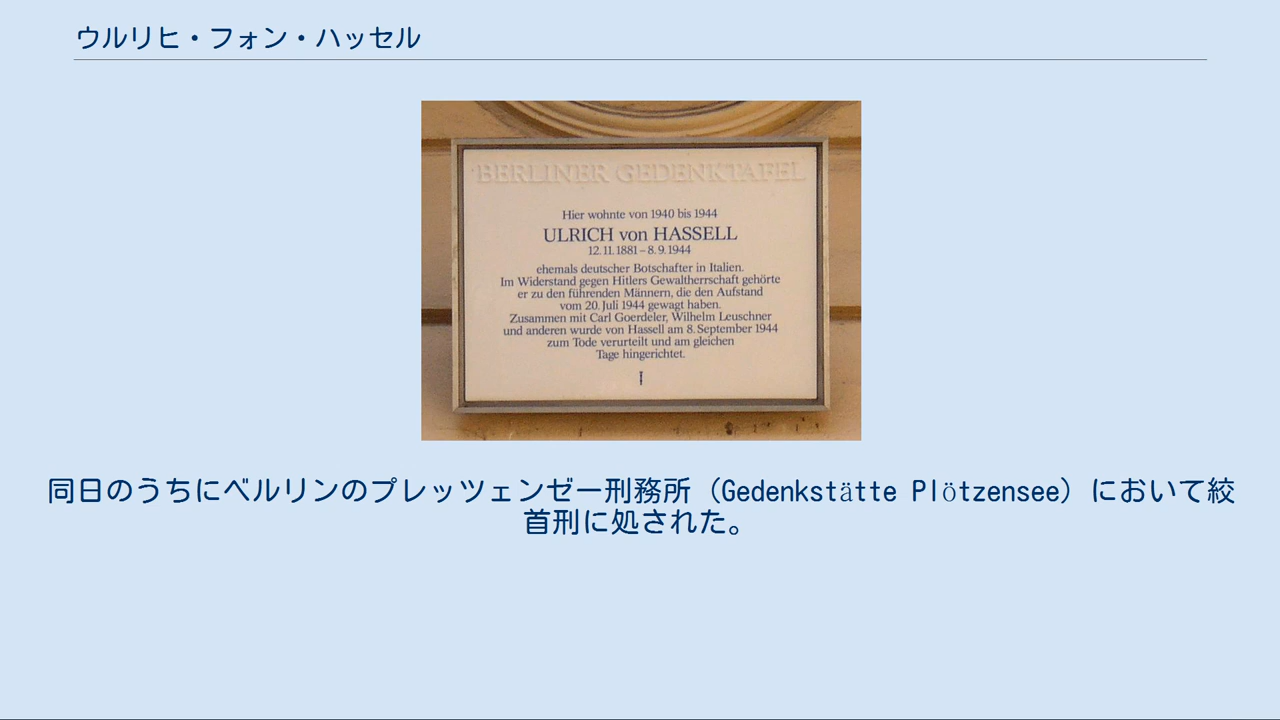 ウルリヒ・フォン・ハッセル
BERLINER GEDENKTAFEL
Hier wohnte von 1940 bis 1944
ULRICH von HASSELL
12.11.1881 – 8.9.1944
ehemals deutscher Botschafter in Italien.
Im Widerstand gegen Hitlers Gewaltherrschaft gehörte
er zu den führenden Männern, die den Aufstand
vom 20. Juli 1944 gewagt haben.
Zusammen mit Carl Goerdeler, Wilhelm Leuschner
und anderen wurde von Hassell am 8. September 1944
zum Tode verurteilt und am gleichen
Tage hingerichtet.
同日のうちにベルリンのプレッツェンゼー刑務所（Gedenkstätte Plötzensee）において絞
首刑に処された。